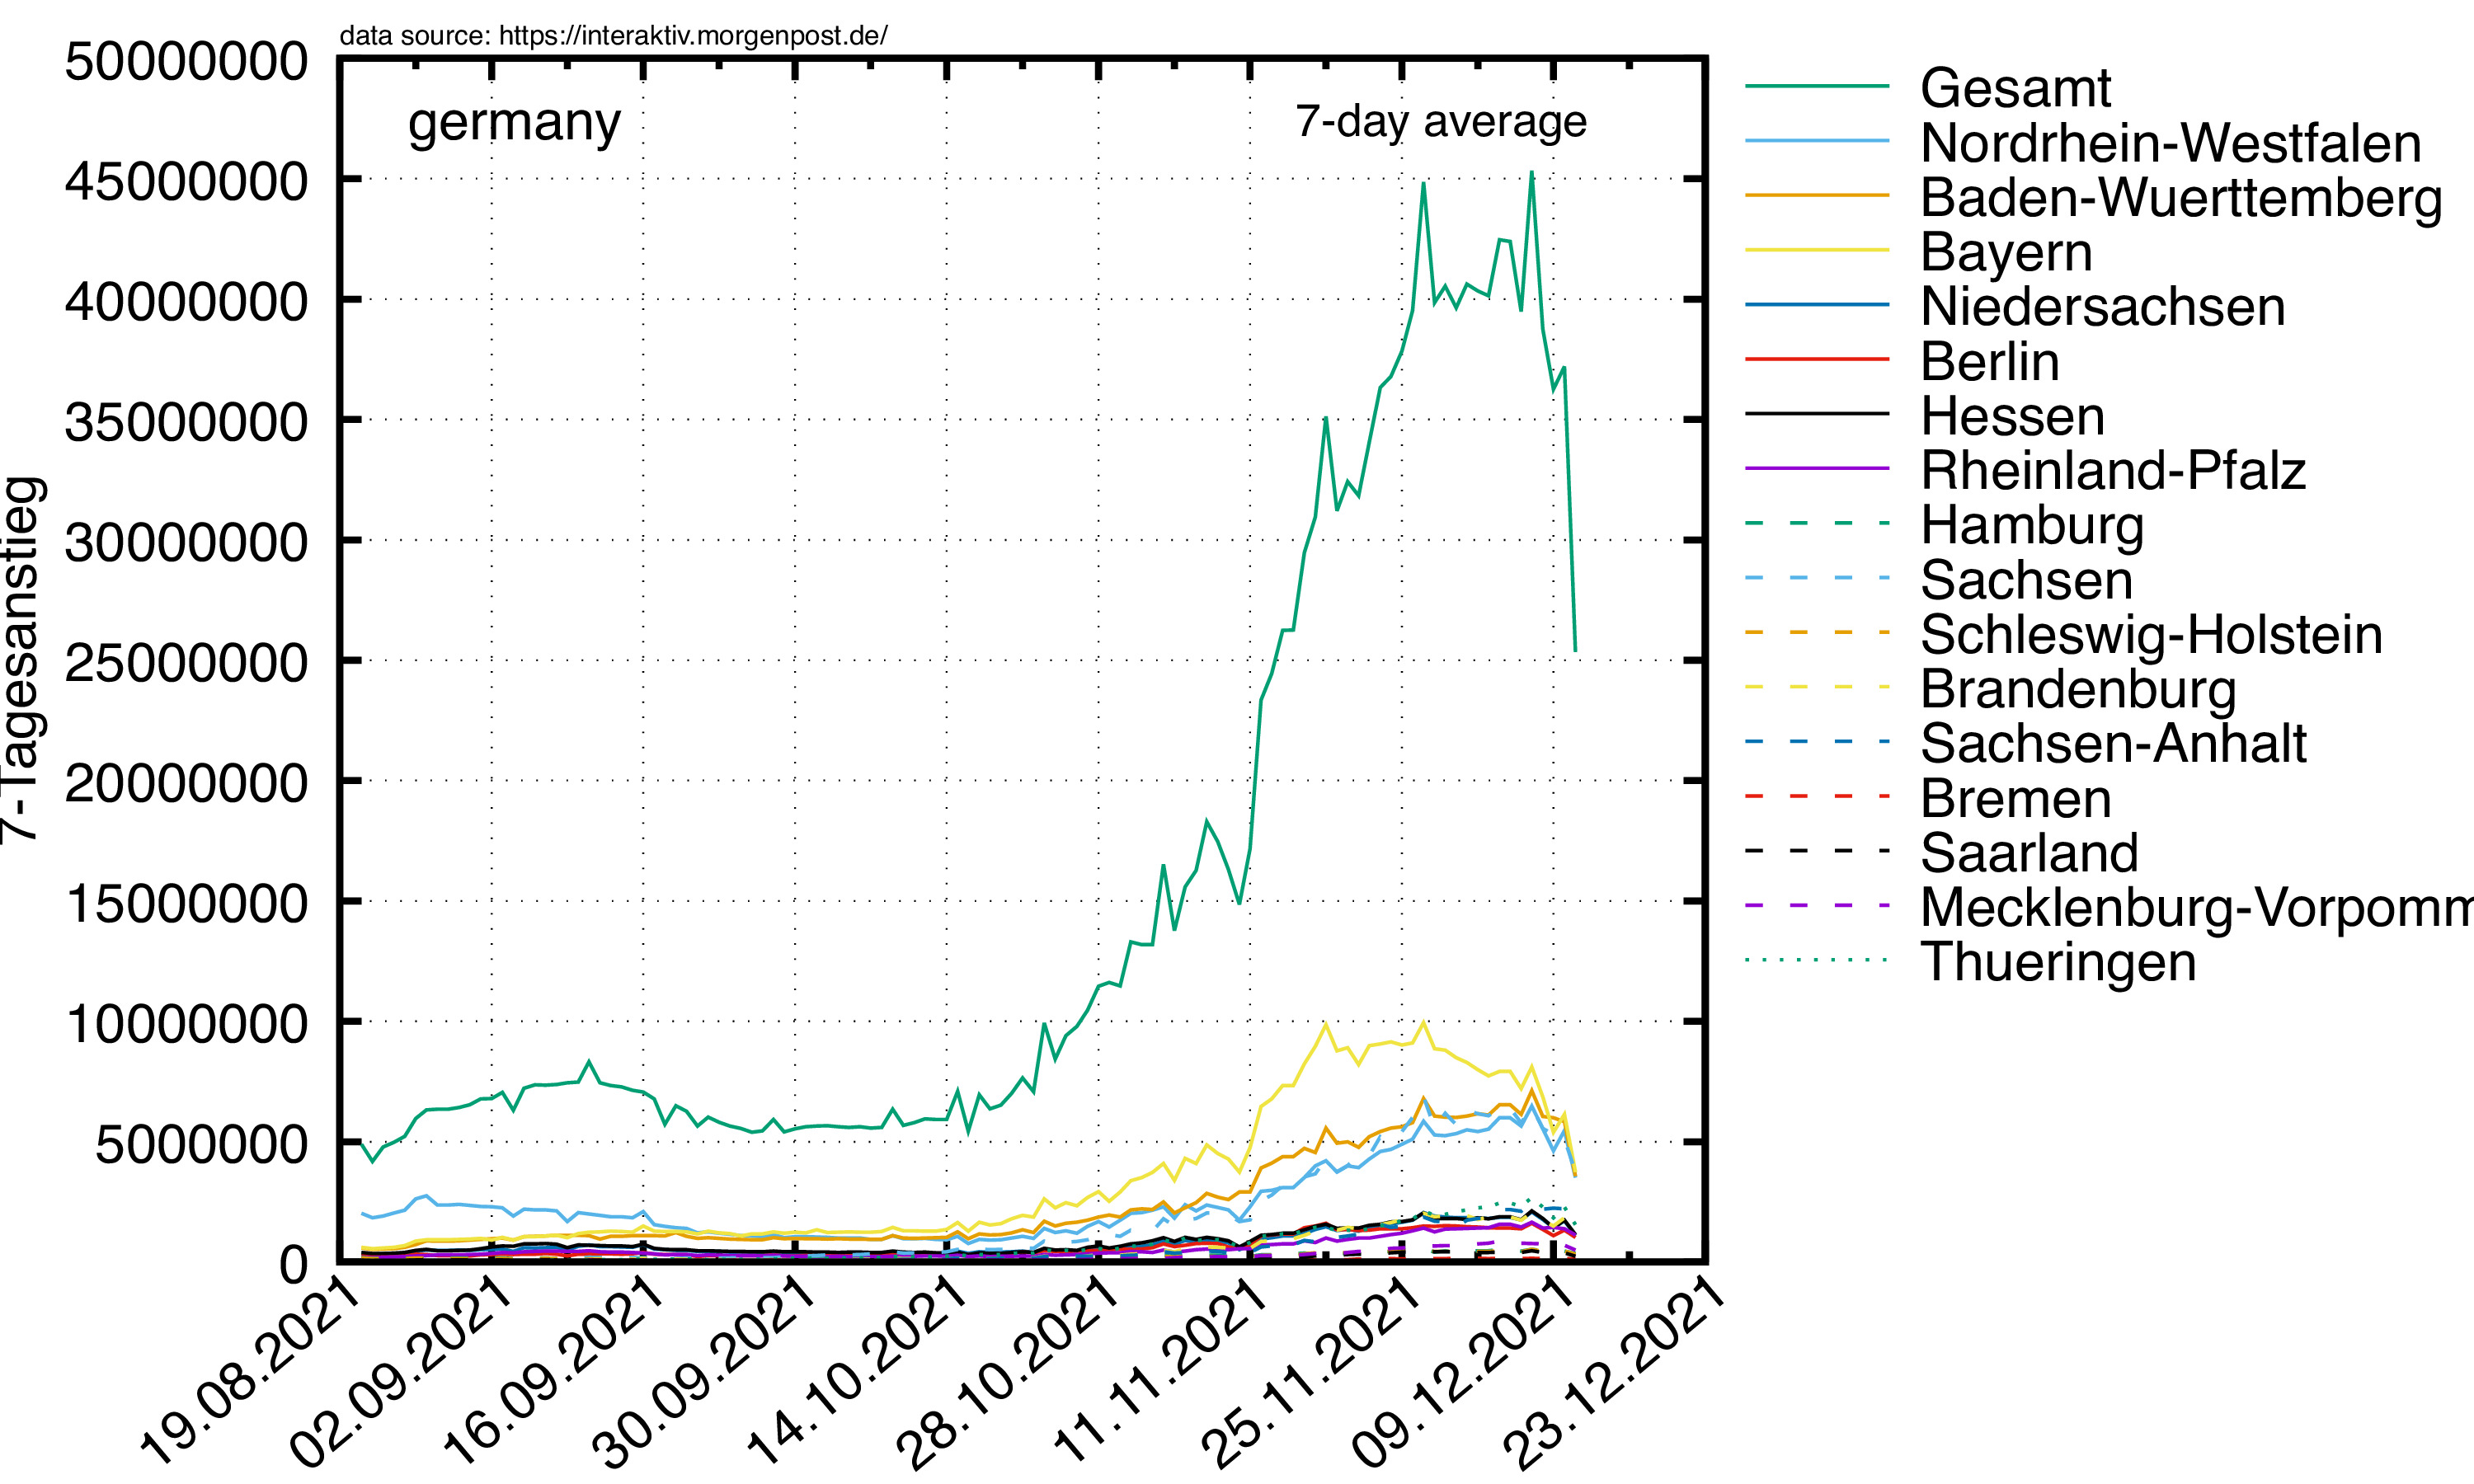 data source: https://interaktiv.morgenpost.de/
germany
7-day average
7-Tagesanstieg
50000000
45000000
40000000
35000000
30000000
25000000
20000000
15000000
10000000
5000000
0
19.08.2021
02.09.2021
16.09.2021
30.09.2021
14.10.2021
28.10.2021
11.11.2021
25.11.2021
09.12.2021
23.12.2021
Gesamt
Nordrhein-Westfalen
Baden-Wuerttemberg
Bayern
Niedersachsen
Berlin
Hessen
Rheinland-Pfalz
Hamburg
Sachsen
Schleswig-Holstein
Brandenburg
Sachsen-Anhalt
Bremen
Saarland
Mecklenburg-Vorpomm
Thueringen